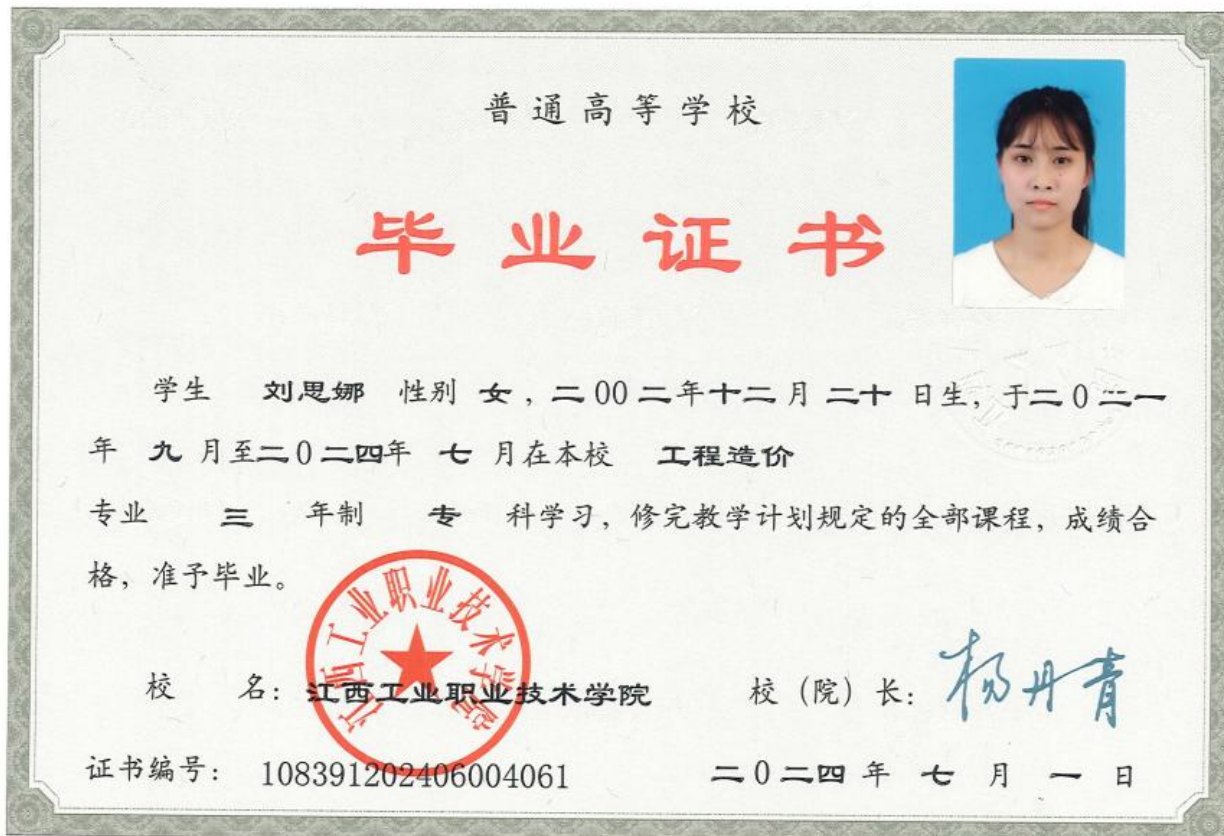 普通高等学校
毕业证书
学生 刘思娜 性别 女，二00二年十二月二十日生，于二0二一
年 九 月至二0二四年 七 月在本校 工程造价
专业 三 年制 专 科学习，修完教学计划规定的全部课程，成绩合
格，准予毕业。
江西工业职业技术学院
校 名：江西工业职业技术学院 校（院）长：杨丹青
证书编号：108391202406004061 二0二四年 七 月 一 日